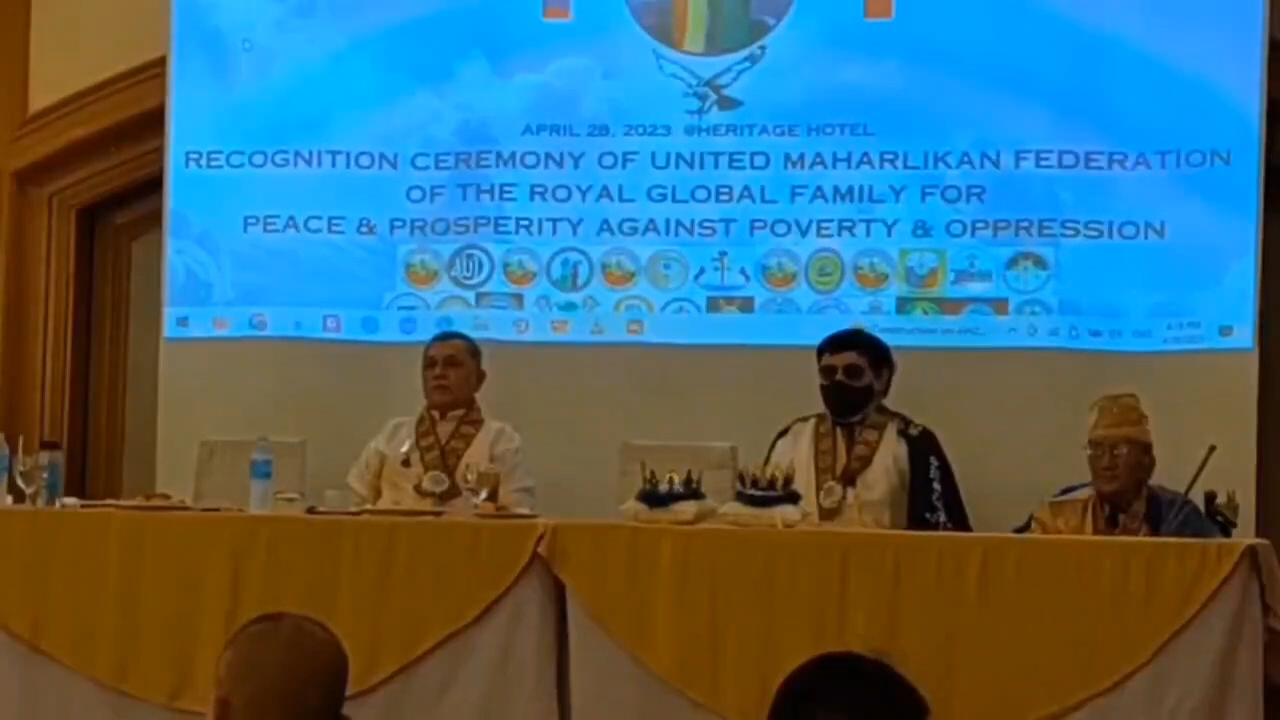 APRIL 28, 2023 @HERITAGE HOTEL
RECOGNITION CEREMONY OF UNITED MAHARLIKAN FEDERATION
OF THE ROYAL GLOBAL FAMILY FOR
PEACE & PROSPERITY AGAINST POVERTY & OPPRESSION